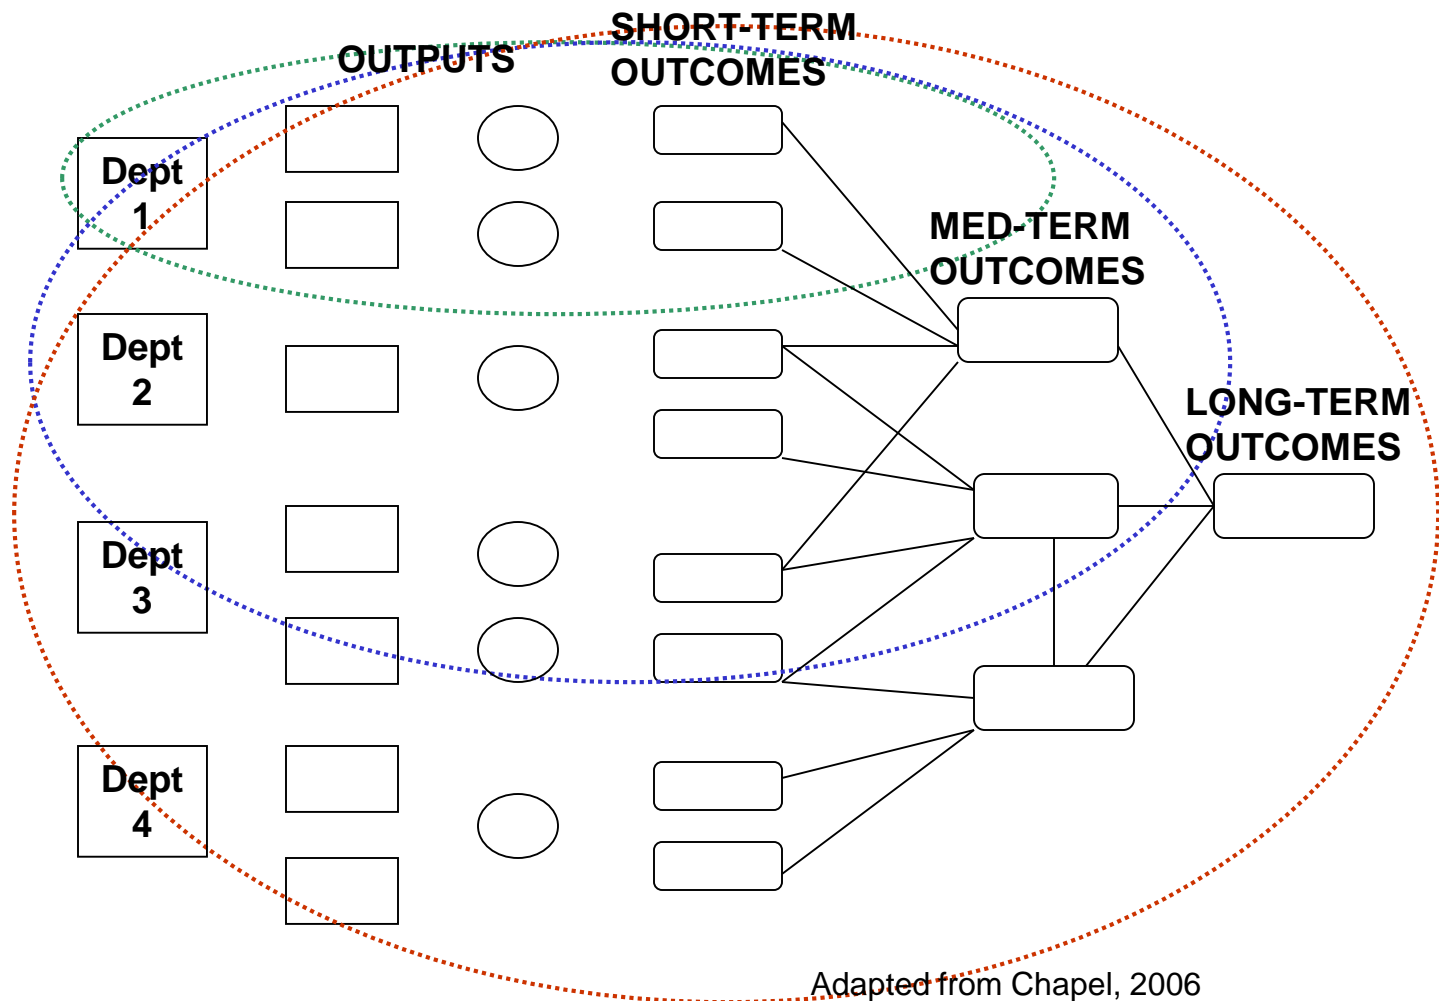 OUTPUTS
SHORT-TERM
OUTCOMES
Dept
1
MED-TERM
OUTCOMES
Dept
2
LONG-TERM
OUTCOMES
Dept
3
Dept
4
Adapted from Chapel, 2006